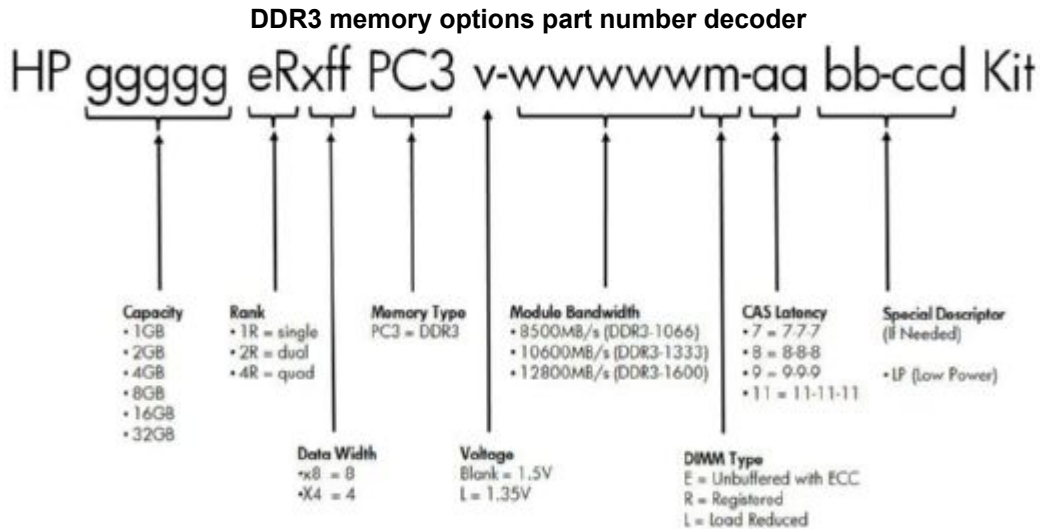 DDR3 memory options part number decoder
HP ggggg eRxff PC3 v-wwwwwm-aa bb-ccd Kit
Capacity
• 1GB
• 2GB
• 4GB
• 8GB
• 16GB
• 32GB
Rank
• 1R = single
• 2R = dual
• 4R = quad
Memory Type
PC3 = DDR3
Module Bandwidth
• 8500MB/s (DDR3-1066)
• 10600MB/s (DDR3-1333)
• 12800MB/s (DDR3-1600)
CAS Latency
• 7 = 7-7-7
• 8 = 8-8-8
• 9 = 9-9-9
• 11 = 11-11-11
Special Descriptor
(If Needed)
• LP (Low Power)
Data Width
•x8 = 8
•X4 = 4
Voltage
Blank = 1.5V
L = 1.35V
DIMM Type
E = Unbuffered with ECC
R = Registered
L = Load Reduced